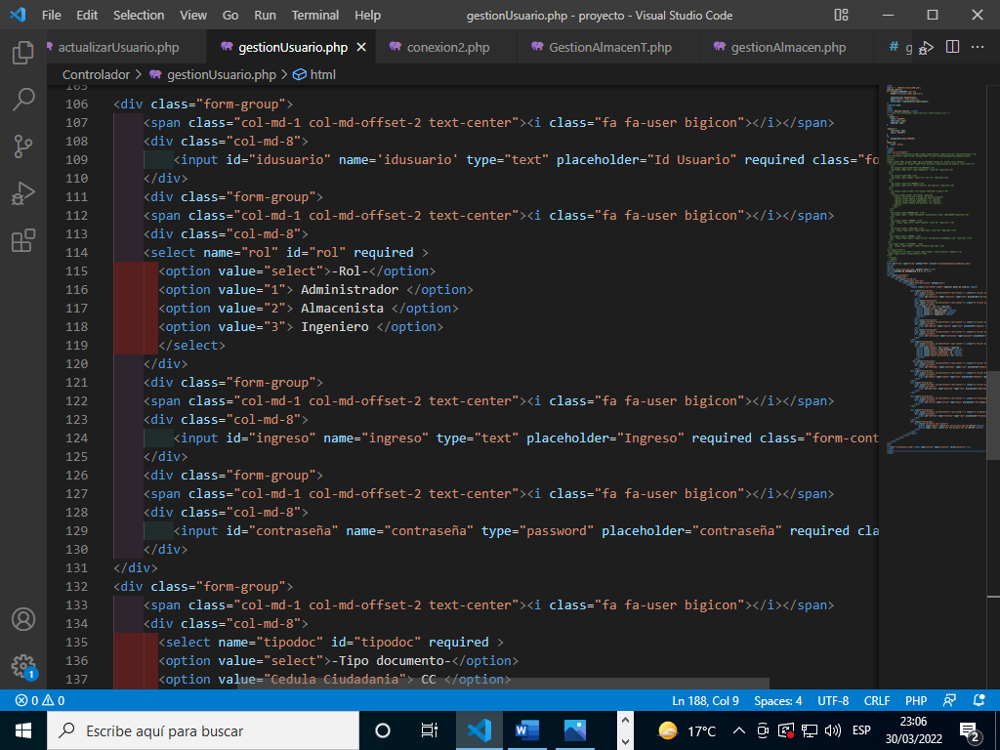 File Edit Selection View Go Run Terminal Help gestionUsuario.php - proyecto - Visual Studio Code
actualizarUsuario.php gestionUsuario.php conexion2.php GestionAlmacenT.php gestionAlmacen.php # g
Controlador > gestionUsuario.php > html
105
106 <div class="form-group">
107 <span class="col-md-1 col-md-offset-2 text-center"><i class="fa fa-user bigicon"></i></span>
108 <div class="col-md-8">
109 <input id="idusuario" name='idusuario' type="text" placeholder="Id Usuario" required class="fo
110 </div>
111 <div class="form-group">
112 <span class="col-md-1 col-md-offset-2 text-center"><i class="fa fa-user bigicon"></i></span>
113 <div class="col-md-8">
114 <select name="rol" id="rol" required >
115 <option value="select">-Rol-</option>
116 <option value="1"> Administrador </option>
117 <option value="2"> Almacenista </option>
118 <option value="3"> Ingeniero </option>
119 </select>
120 </div>
121 <div class="form-group">
122 <span class="col-md-1 col-md-offset-2 text-center"><i class="fa fa-user bigicon"></i></span>
123 <div class="col-md-8">
124 <input id="ingreso" name="ingreso" type="text" placeholder="Ingreso" required class="form-cont
125 </div>
126 <div class="form-group">
127 <span class="col-md-1 col-md-offset-2 text-center"><i class="fa fa-user bigicon"></i></span>
128 <div class="col-md-8">
129 <input id="contraseña" name="contraseña" type="password" placeholder="contraseña" required cla
130 </div>
131 </div>
132 <div class="form-group">
133 <span class="col-md-1 col-md-offset-2 text-center"><i class="fa fa-user bigicon"></i></span>
134 <div class="col-md-8">
135 <select name="tipodoc" id="tipodoc" required >
136 <option value="select">-Tipo documento-</option>
137 <option value="Cedula Ciudadania"> CC </option>
1
0 0 Ln 188, Col 9 Spaces: 4 UTF-8 CRLF PHP
Escribe aquí para buscar 17°C ESP 23:06
30/03/2022 2